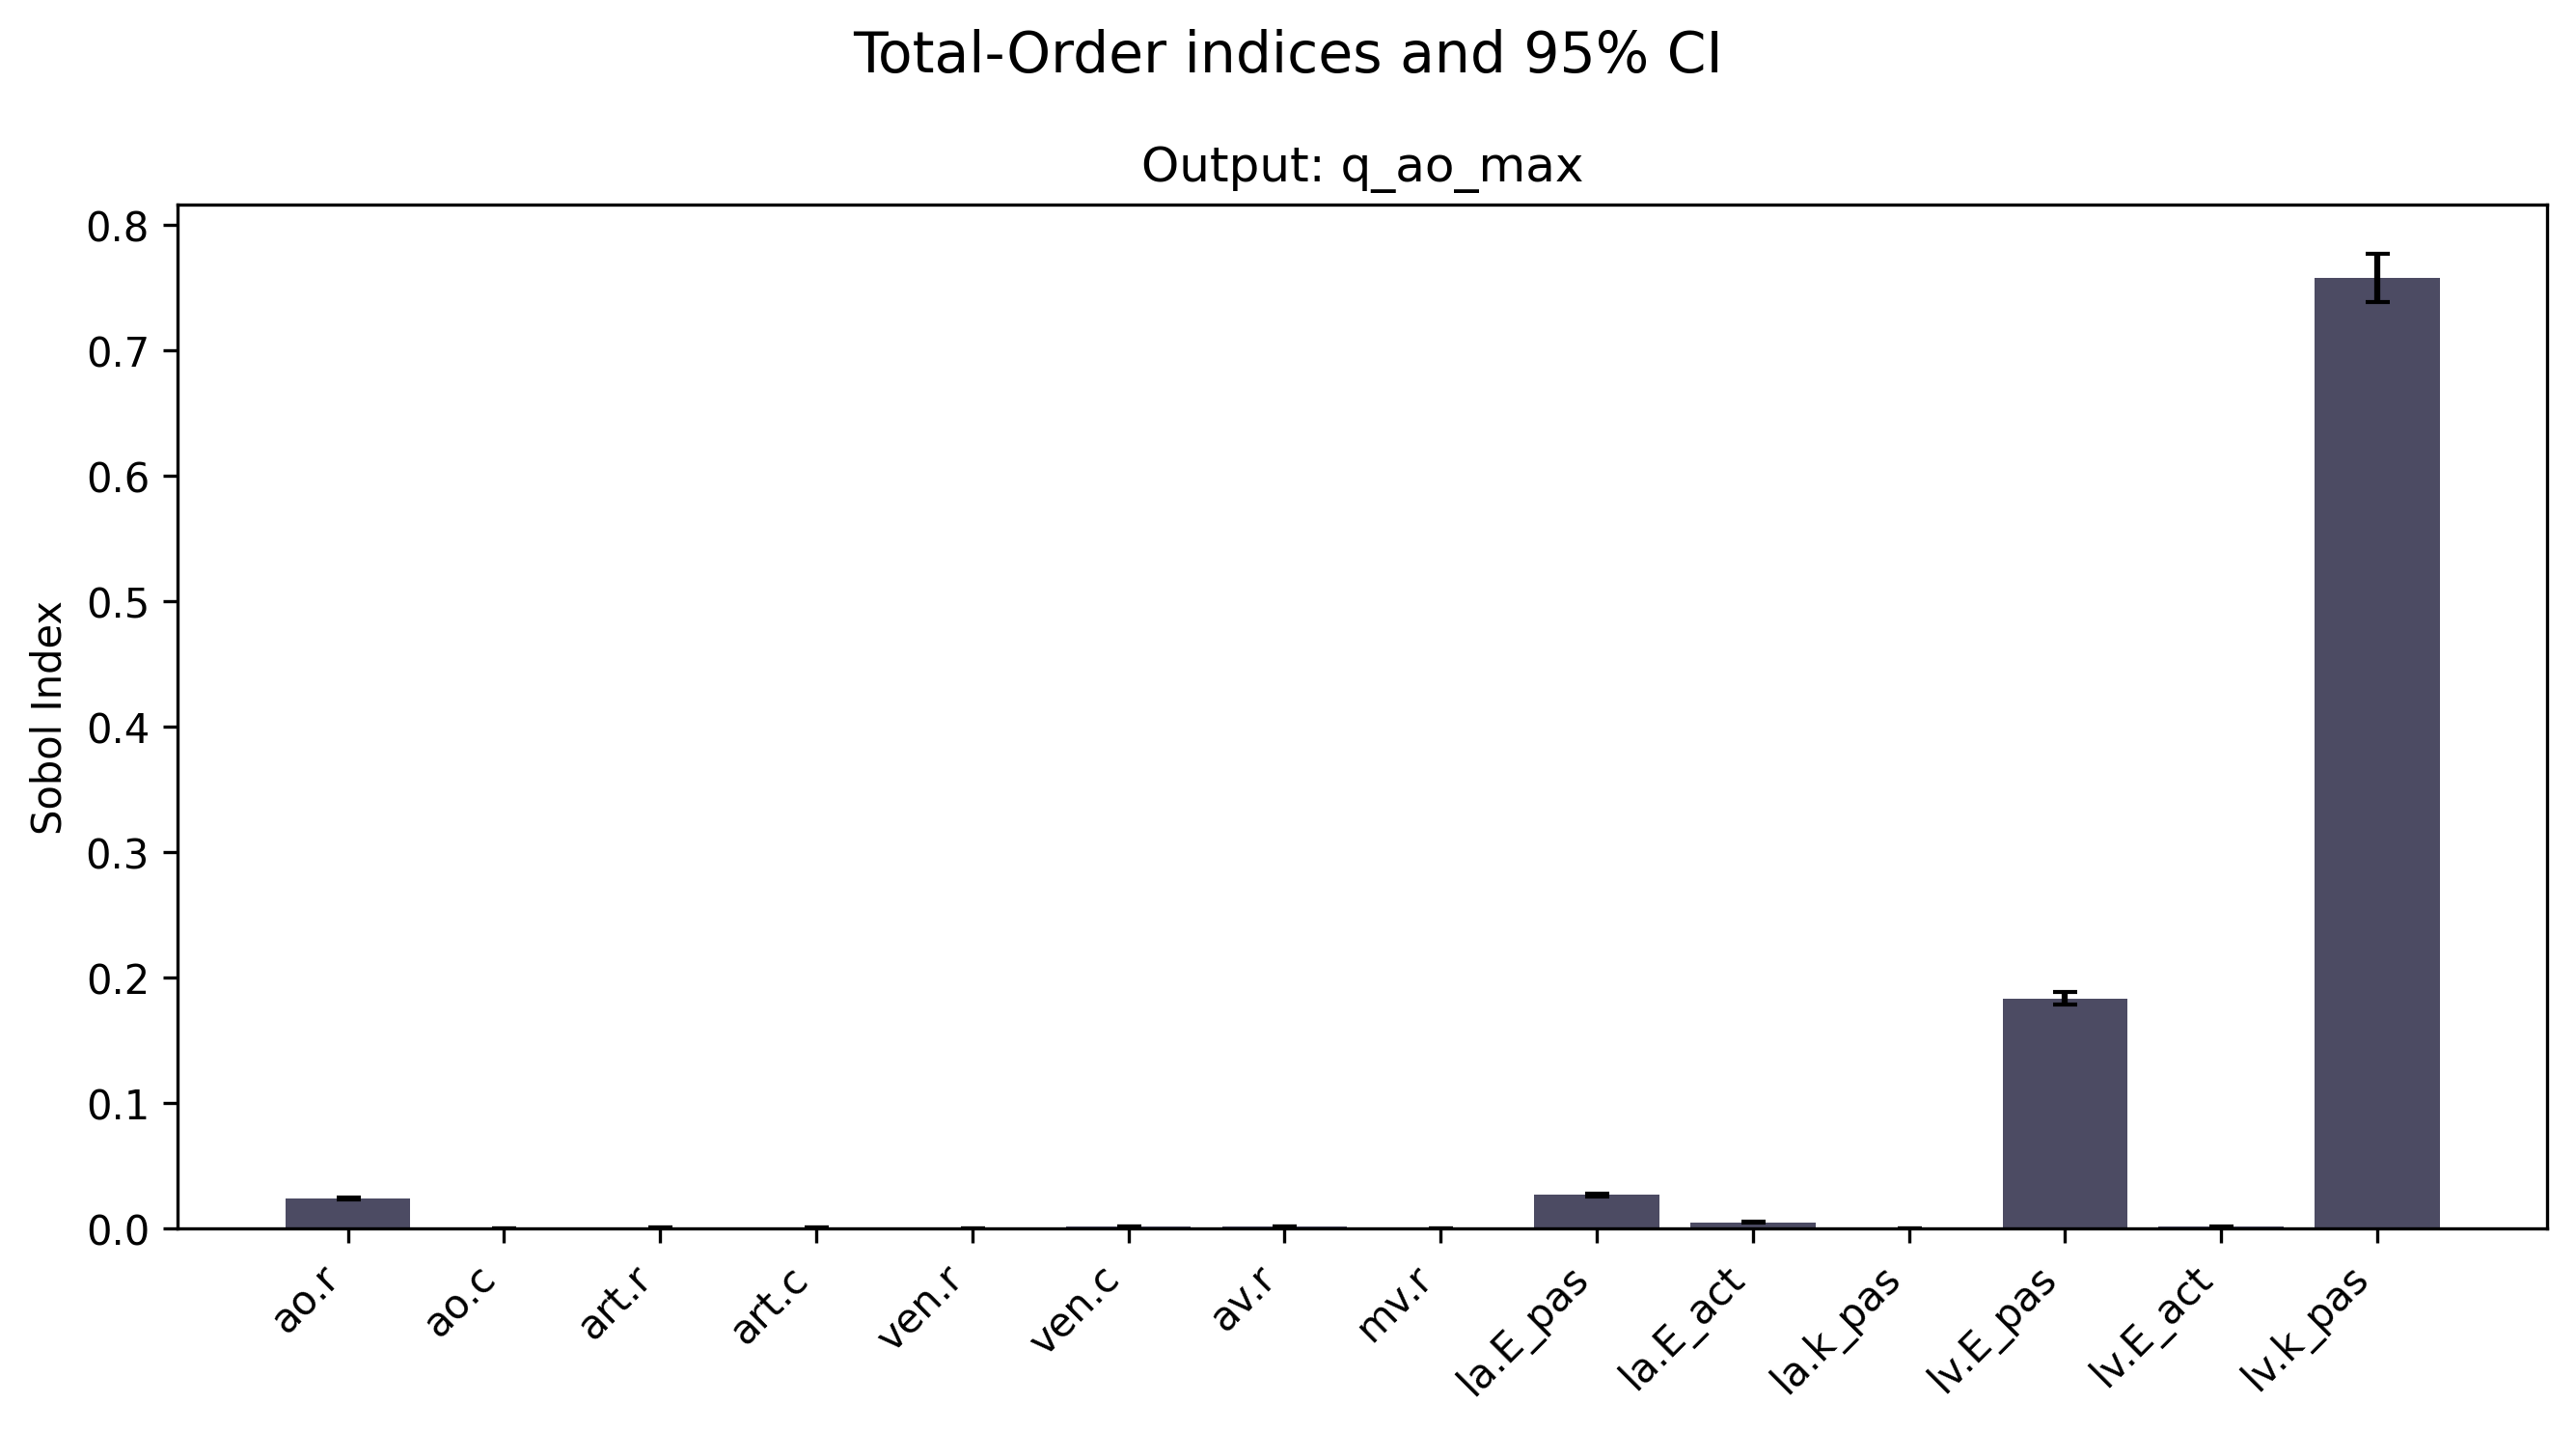 Total-Order indices and 95% CI
Output: q_ao_max
Sobol Index
0.8
0.7
0.6
0.5
0.4
0.3
0.2
0.1
0.0
ao.r
ao.c
art.r
art.c
ven.r
ven.c
av.r
mv.r
la.E_pas
la.E_act
la.k_pas
lv.E_pas
lv.E_act
lv.k_pas